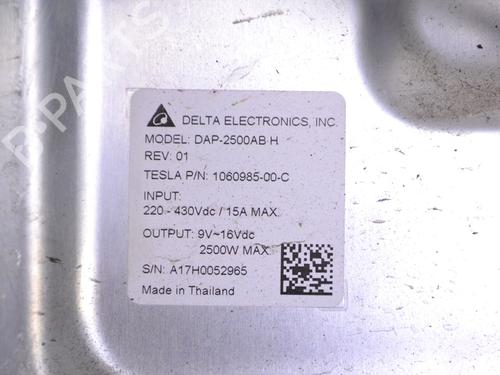 DELTA ELECTRONICS, INC.
MODEL: DAP-2500AB H
REV: 01
TESLA P/N: 1060985-00-C
INPUT:
220 - 430Vdc / 15A MAX.
OUTPUT: 9V~16Vdc
2500W MAX.
S/N: A17H0052965
Made in Thailand
B-PARTS